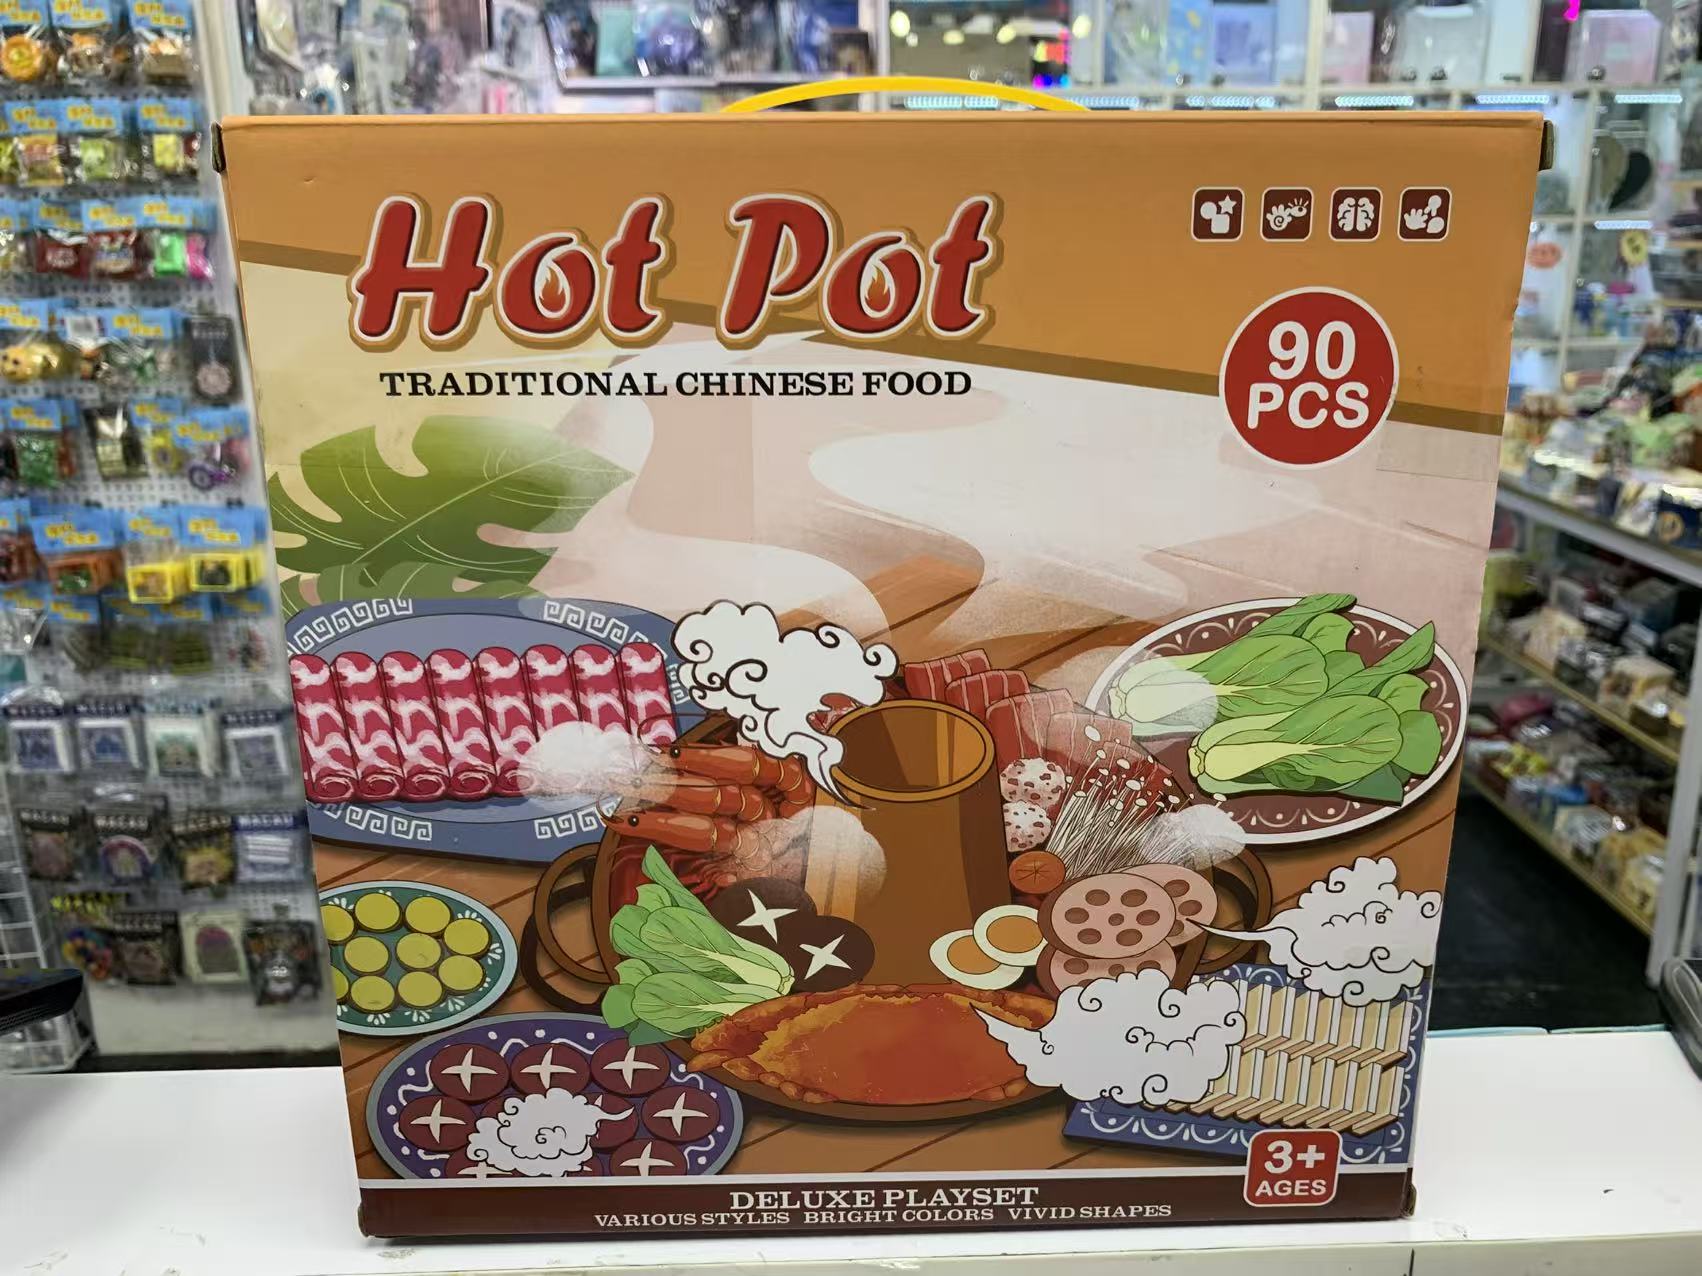 Hot Pot
TRADITIONAL CHINESE FOOD
90
PCS
3+
AGES
DELUXE PLAYSET
VARIOUS STYLES BRIGHT COLORS VIVID SHAPES